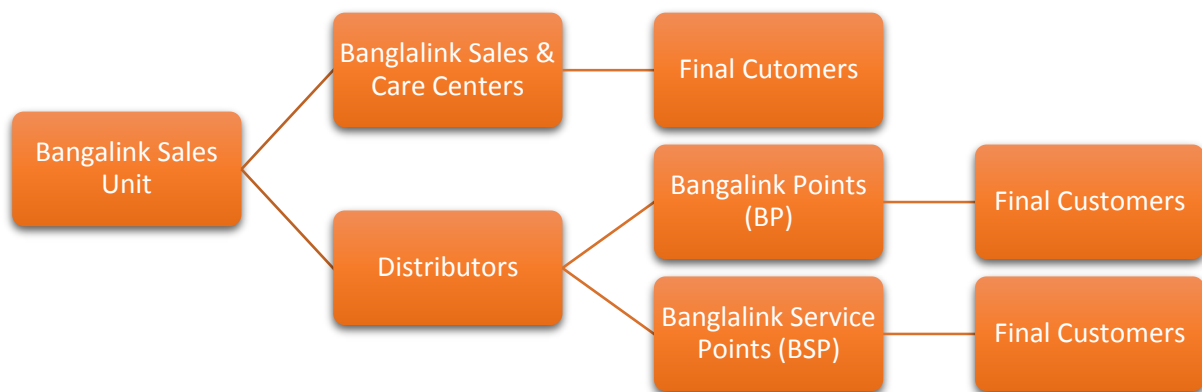 Banglalink Sales &
Care Centers
Final Cutomers
Bangalink Sales
Unit
Bangalink Points
(BP)
Final Customers
Distributors
Banglalink Service
Points (BSP)
Final Customers